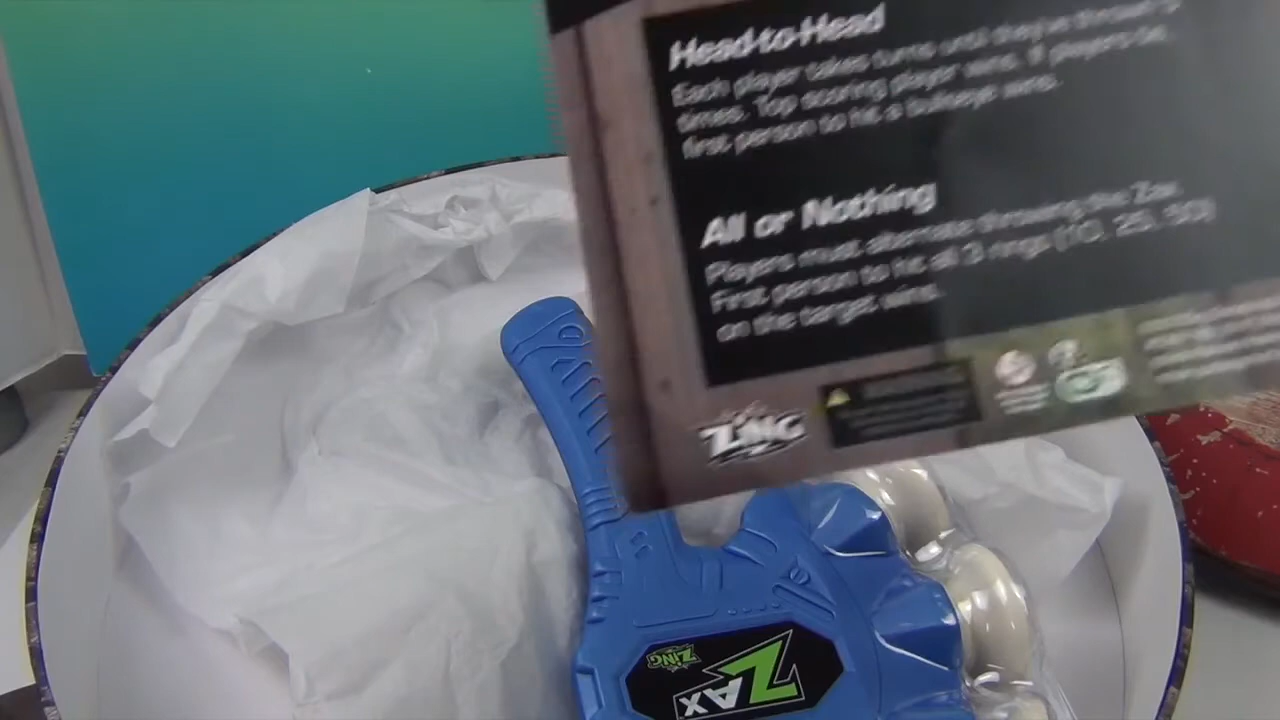 Head-to-Head
Each player takes turns until they've thrown 5
times. Top scoring player wins. If players tie,
first person to hit a bullseye wins.
All or Nothing
Players must alternate throwing the Zax.
First person to hit all 3 rings (10, 25, 50)
on the target wins.
ZING
ZING
ZAX